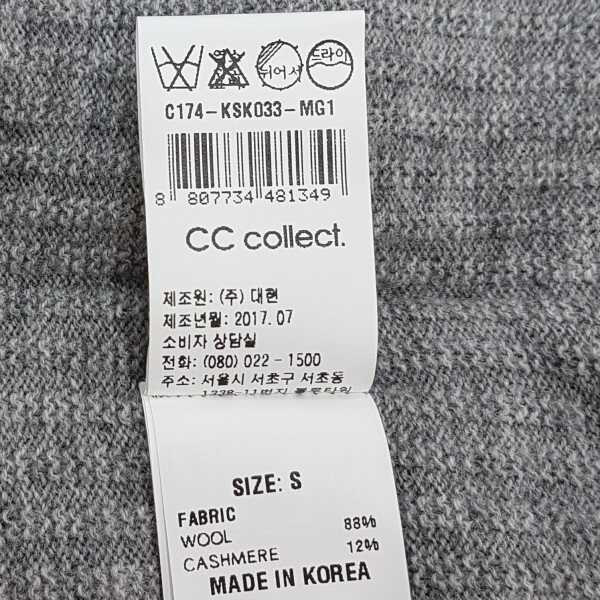 뒤어서
드라이
C174-KSK033-MG1
8 807734 481349
CC collect.
제조원: (주) 대현
제조년월: 2017. 07
소비자 상담실
전화: (080) 022 - 1500
주소: 서울시 서초구 서초동
SIZE: S
FABRIC
WOOL 88%
CASHMERE 12%
MADE IN KOREA